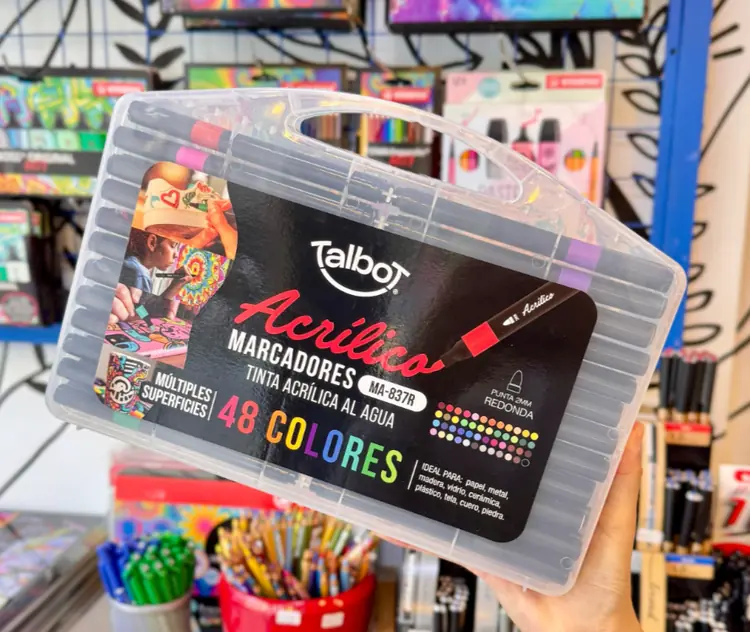 Talbot®
Acrílico
Acrílico
MARCADORES
MA-837R
TINTA ACRÍLICA AL AGUA
MÚLTIPLES
SUPERFICIES
48 COLORES
PUNTA 2MM
REDONDA
IDEAL PARA: papel, metal,
madera, vidrio, cerámica,
plástico, tela, cuero, piedra.